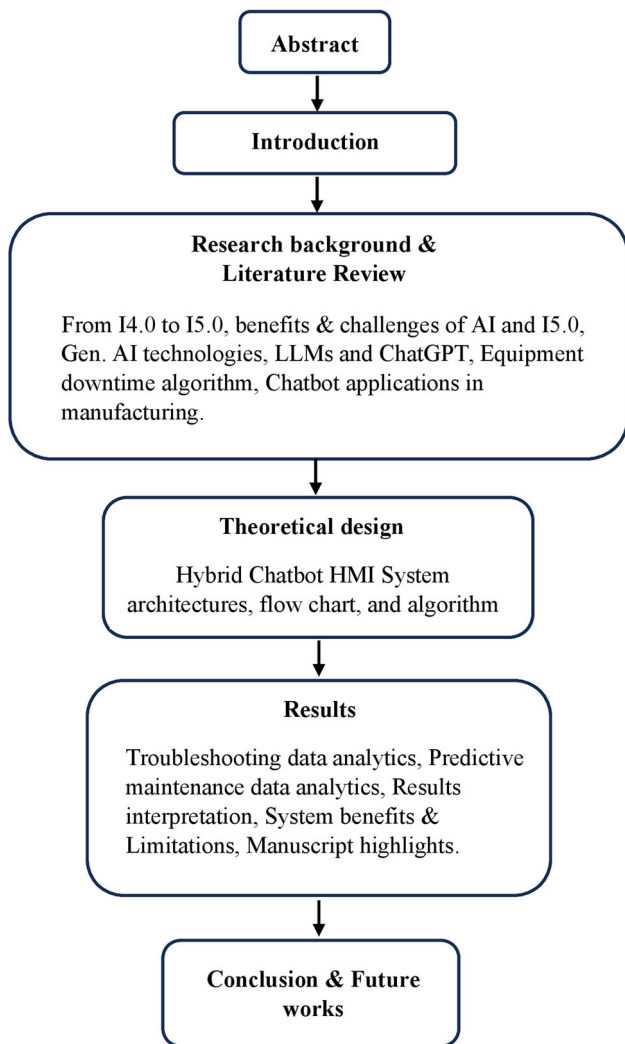 Abstract
Introduction
Research background &
Literature Review
From I4.0 to I5.0, benefits & challenges of AI and I5.0,
Gen. AI technologies, LLMs and ChatGPT, Equipment
downtime algorithm, Chatbot applications in
manufacturing.
Theoretical design
Hybrid Chatbot HMI System
architectures, flow chart, and algorithm
Results
Troubleshooting data analytics, Predictive
maintenance data analytics, Results
interpretation, System benefits &
Limitations, Manuscript highlights.
Conclusion & Future
works